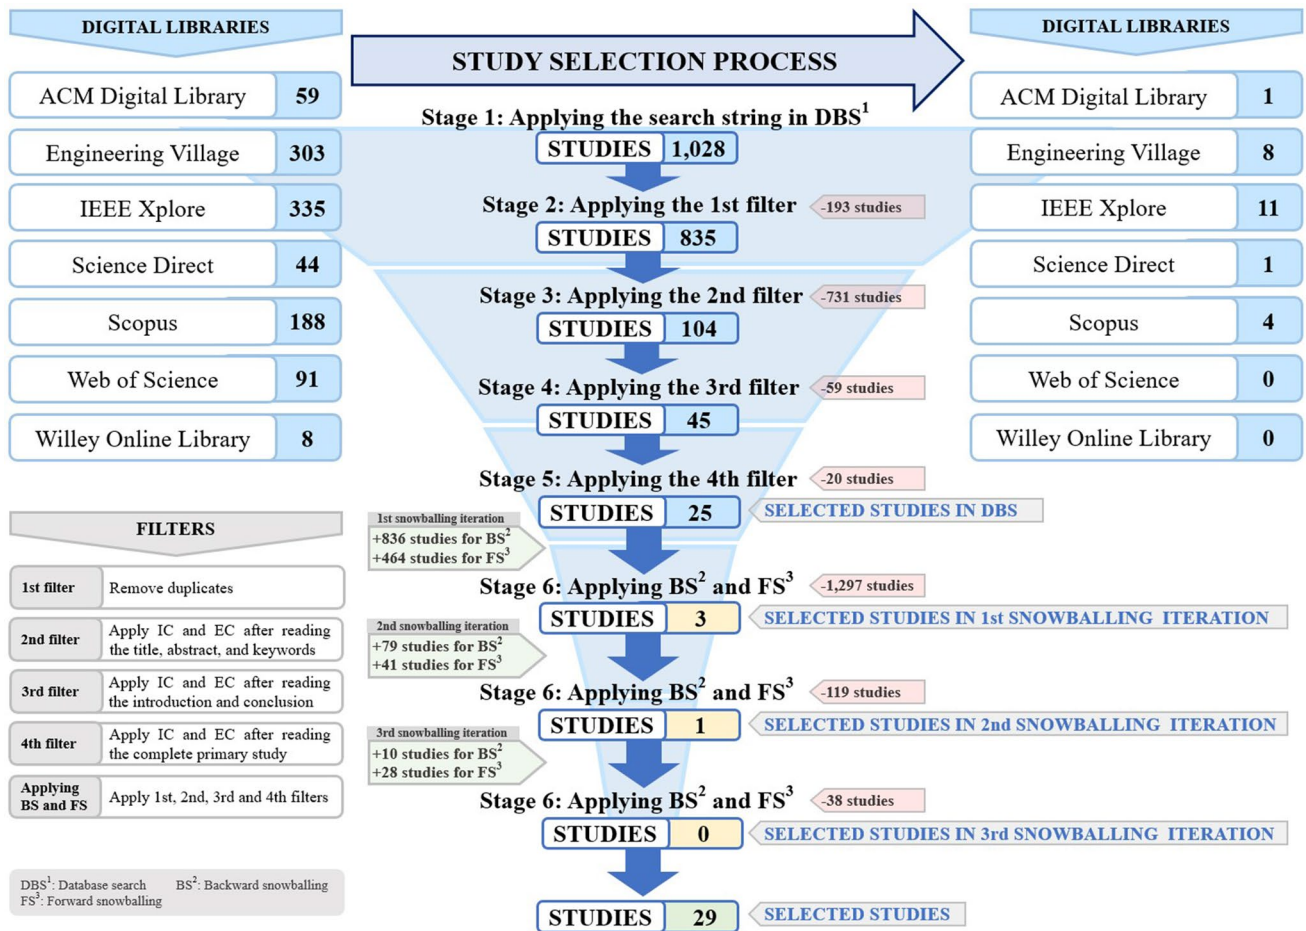 DIGITAL LIBRARIES
ACM Digital Library 59
Engineering Village 303
IEEE Xplore 335
Science Direct 44
Scopus 188
Web of Science 91
Willey Online Library 8
FILTERS
1st filter Remove duplicates
2nd filter Apply IC and EC after reading
the title, abstract, and keywords
3rd filter Apply IC and EC after reading
the introduction and conclusion
4th filter Apply IC and EC after reading
the complete primary study
Applying
BS and FS Apply 1st, 2nd, 3rd and 4th filters
DBS¹: Database search BS²: Backward snowballing
FS³: Forward snowballing
STUDY SELECTION PROCESS
Stage 1: Applying the search string in DBS¹
STUDIES 1,028
Stage 2: Applying the 1st filter -193 studies
STUDIES 835
Stage 3: Applying the 2nd filter -731 studies
STUDIES 104
Stage 4: Applying the 3rd filter -59 studies
STUDIES 45
Stage 5: Applying the 4th filter -20 studies
STUDIES 25 SELECTED STUDIES IN DBS
1st snowballing iteration
+836 studies for BS²
+464 studies for FS³
Stage 6: Applying BS² and FS³ -1,297 studies
STUDIES 3 SELECTED STUDIES IN 1st SNOWBALLING ITERATION
2nd snowballing iteration
+79 studies for BS²
+41 studies for FS³
Stage 6: Applying BS² and FS³ -119 studies
STUDIES 1 SELECTED STUDIES IN 2nd SNOWBALLING ITERATION
3rd snowballing iteration
+10 studies for BS²
+28 studies for FS³
Stage 6: Applying BS² and FS³ -38 studies
STUDIES 0 SELECTED STUDIES IN 3rd SNOWBALLING ITERATION
STUDIES 29 SELECTED STUDIES
DIGITAL LIBRARIES
ACM Digital Library 1
Engineering Village 8
IEEE Xplore 11
Science Direct 1
Scopus 4
Web of Science 0
Willey Online Library 0